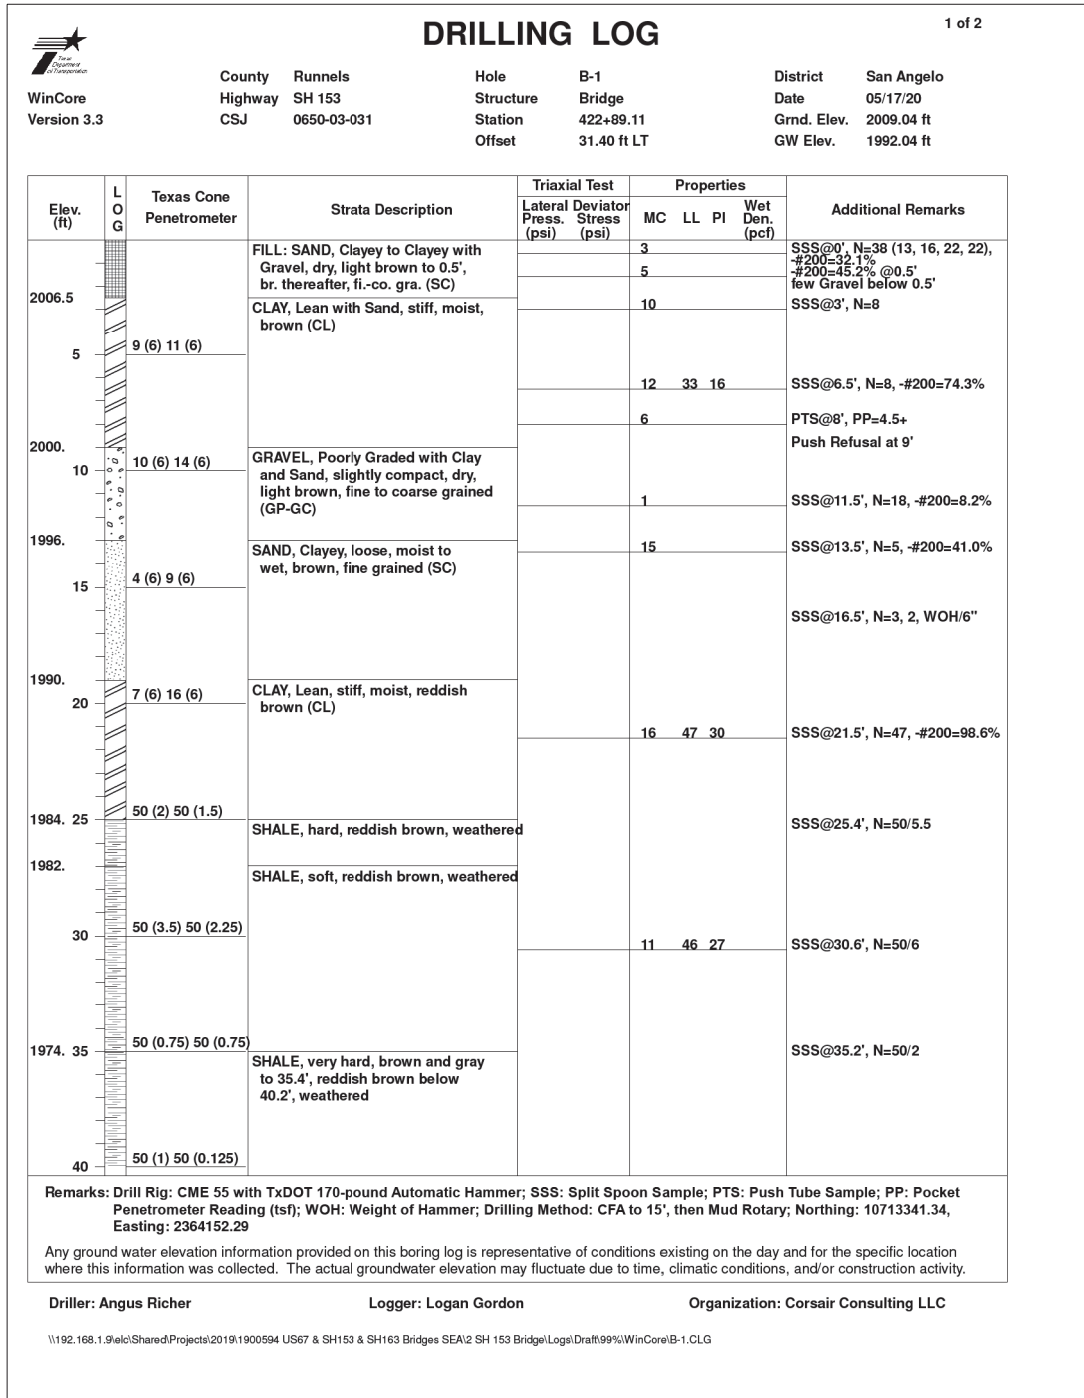 DRILLING LOG
1 of 2
Texas
Department
of Transportation
WinCore
Version 3.3
County Runnels
Highway SH 153
CSJ 0650-03-031
Hole B-1
Structure Bridge
Station 422+89.11
Offset 31.40 ft LT
District San Angelo
Date 05/17/20
Grnd. Elev. 2009.04 ft
GW Elev. 1992.04 ft
Elev.
(ft)
L
O
G
Texas Cone
Penetrometer
Strata Description
Triaxial Test
Lateral Deviator
Press. Stress
(psi) (psi)
Properties
MC LL PI
Wet
Den.
(pcf)
Additional Remarks
FILL: SAND, Clayey to Clayey with
Gravel, dry, light brown to 0.5',
br. thereafter, fi.-co. gra. (SC)
3
SSS@0', N=38 (13, 16, 22, 22),
-#200=32.1%
5
-#200=45.2% @0.5'
few Gravel below 0.5'
2006.5
CLAY, Lean with Sand, stiff, moist,
brown (CL)
10
SSS@3', N=8
5
9 (6) 11 (6)
12 33 16
SSS@6.5', N=8, -#200=74.3%
6
PTS@8', PP=4.5+
Push Refusal at 9'
2000.
10
10 (6) 14 (6)
GRAVEL, Poorly Graded with Clay
and Sand, slightly compact, dry,
light brown, fine to coarse grained
(GP-GC)
1
SSS@11.5', N=18, -#200=8.2%
1996.
SAND, Clayey, loose, moist to
wet, brown, fine grained (SC)
15
SSS@13.5', N=5, -#200=41.0%
15
4 (6) 9 (6)
SSS@16.5', N=3, 2, WOH/6"
1990.
20
7 (6) 16 (6)
CLAY, Lean, stiff, moist, reddish
brown (CL)
16 47 30
SSS@21.5', N=47, -#200=98.6%
1984. 25
50 (2) 50 (1.5)
SHALE, hard, reddish brown, weathered
SSS@25.4', N=50/5.5
1982.
SHALE, soft, reddish brown, weathered
30
50 (3.5) 50 (2.25)
11 46 27
SSS@30.6', N=50/6
1974. 35
50 (0.75) 50 (0.75)
SHALE, very hard, brown and gray
to 35.4', reddish brown below
40.2', weathered
SSS@35.2', N=50/2
40
50 (1) 50 (0.125)
Remarks: Drill Rig: CME 55 with TxDOT 170-pound Automatic Hammer; SSS: Split Spoon Sample; PTS: Push Tube Sample; PP: Pocket
Penetrometer Reading (tsf); WOH: Weight of Hammer; Drilling Method: CFA to 15', then Mud Rotary; Northing: 10713341.34,
Easting: 2364152.29
Any ground water elevation information provided on this boring log is representative of conditions existing on the day and for the specific location
where this information was collected. The actual groundwater elevation may fluctuate due to time, climatic conditions, and/or construction activity.
Driller: Angus Richer
Logger: Logan Gordon
Organization: Corsair Consulting LLC
\\192.168.1.9\elc\Shared\Projects\2019\1900594 US67 & SH153 & SH163 Bridges SEA\2 SH 153 Bridge\Logs\Draft\99%\WinCore\B-1.CLG